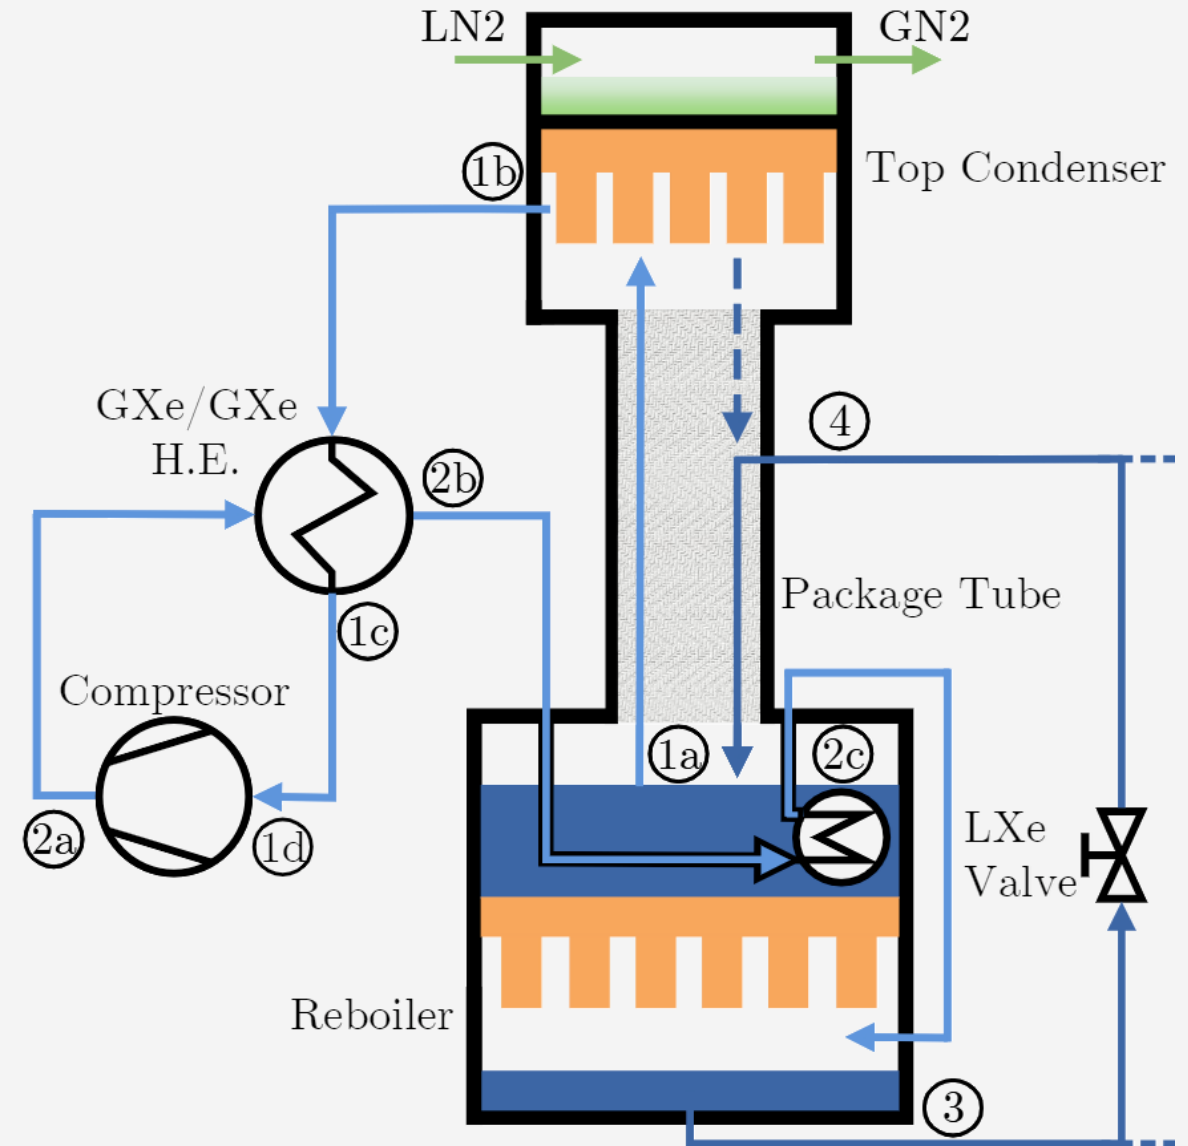 LN2
GN2
1b
Top Condenser
GXe/GXe
H.E.
4
2b
Package Tube
1c
Compressor
1a
2c
2a
1d
LXe
Valve
Reboiler
3